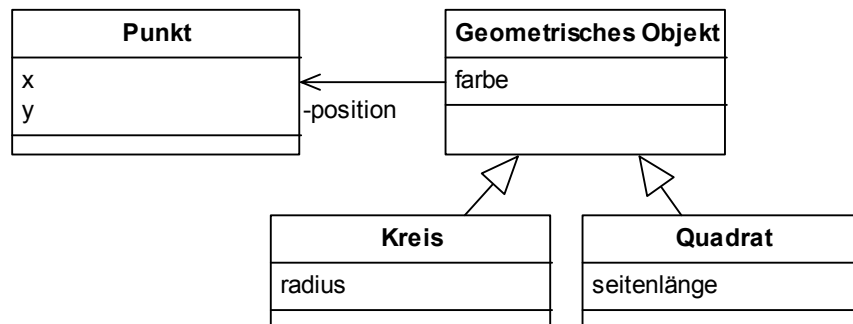 Punkt
x
y
-position
Geometrisches Objekt
farbe
Kreis
radius
Quadrat
seitenlänge